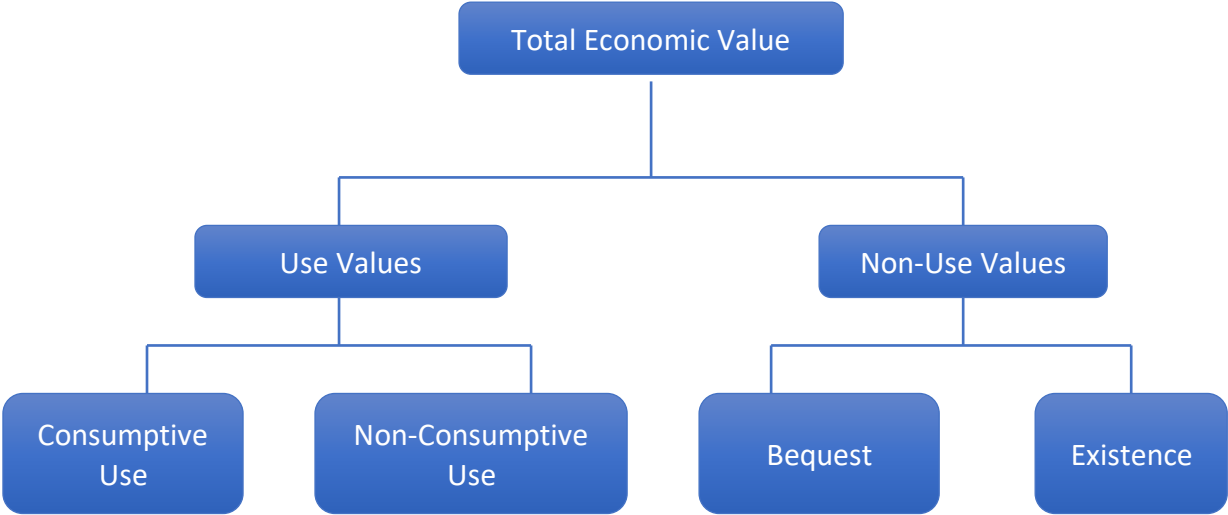 Total Economic Value
Use Values
Non-Use Values
Consumptive
Use
Non-Consumptive
Use
Bequest
Existence